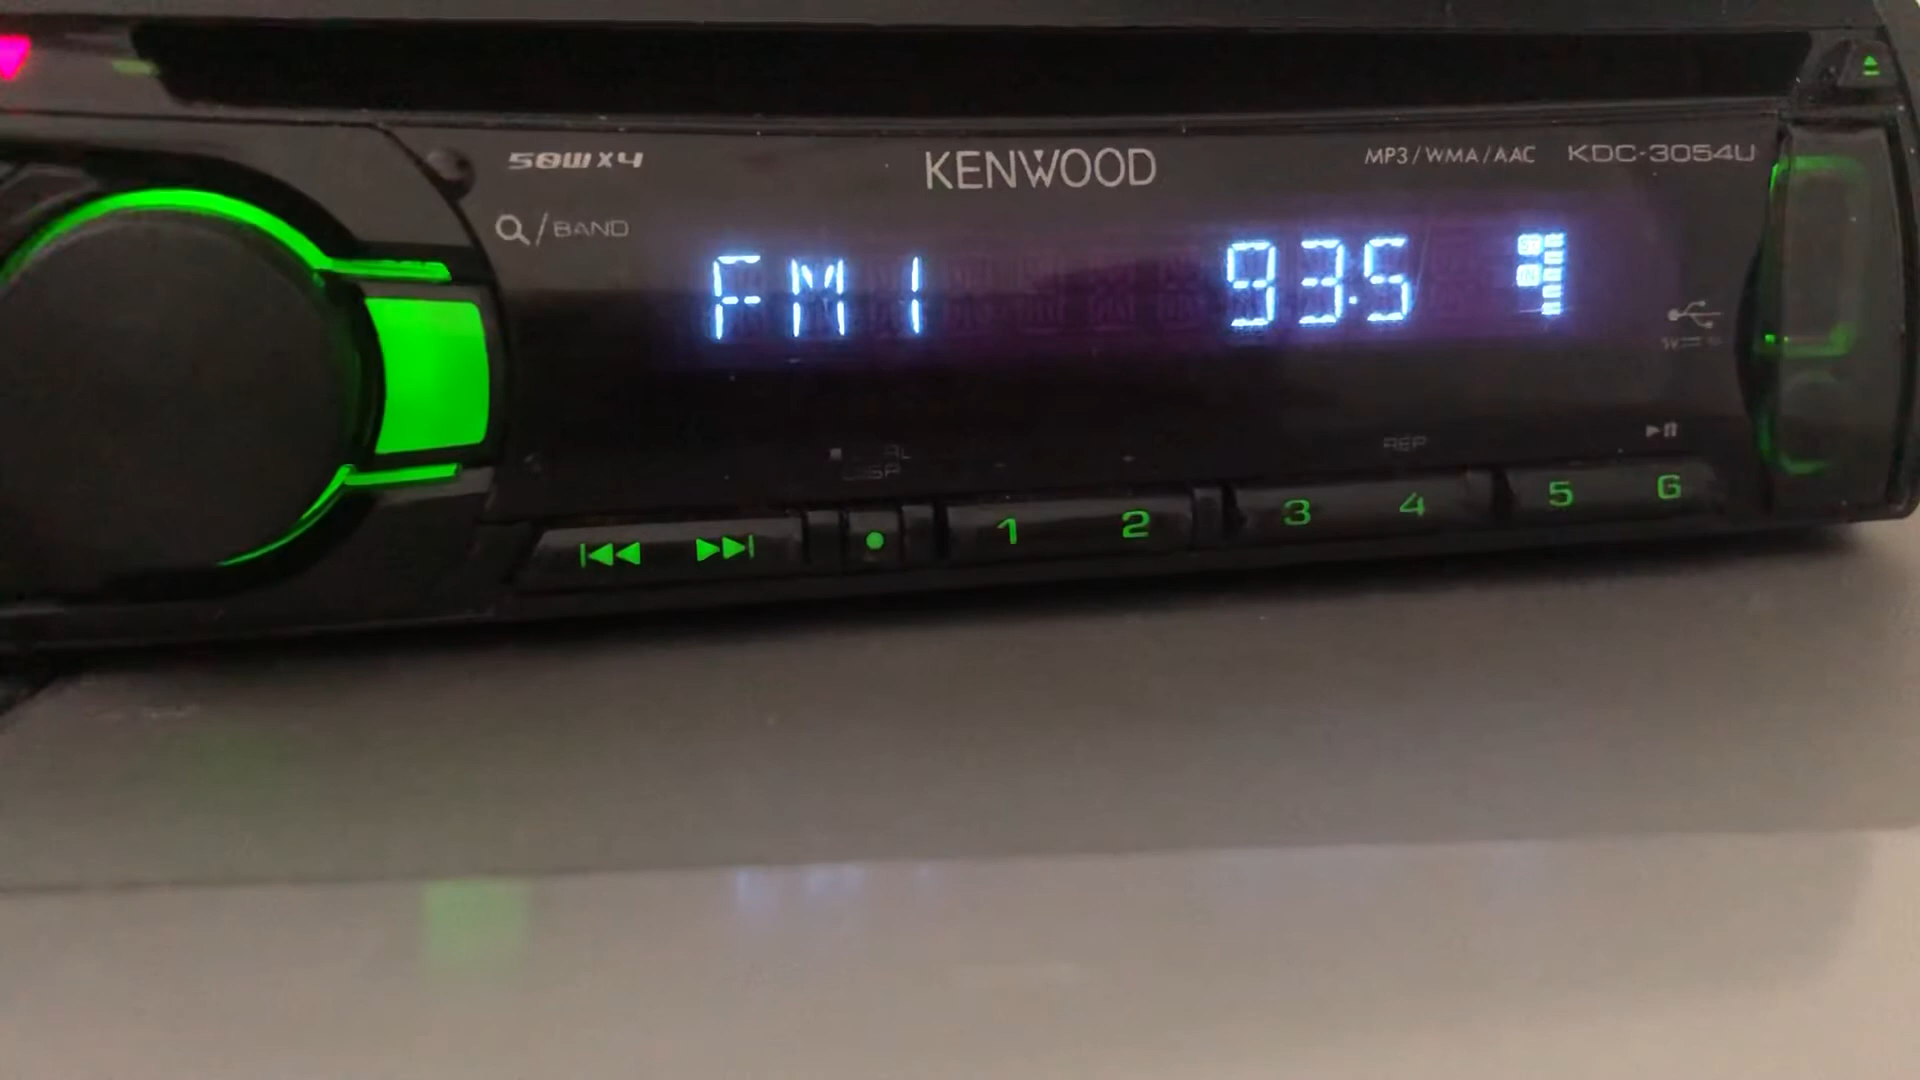 50W X 4
KENWOOD
MP3/WMA/AAC KDC-3054U
/BAND
FM1 93.5
REP
1 2 3 4 5 6